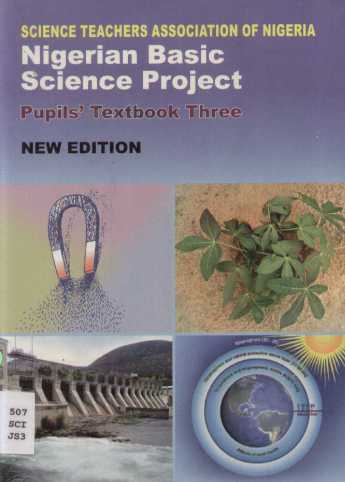 SCIENCE TEACHERS ASSOCIATION OF NIGERIA
Nigerian Basic
Science Project
Pupils' Textbook Three
NEW EDITION
507
SCI
JS3